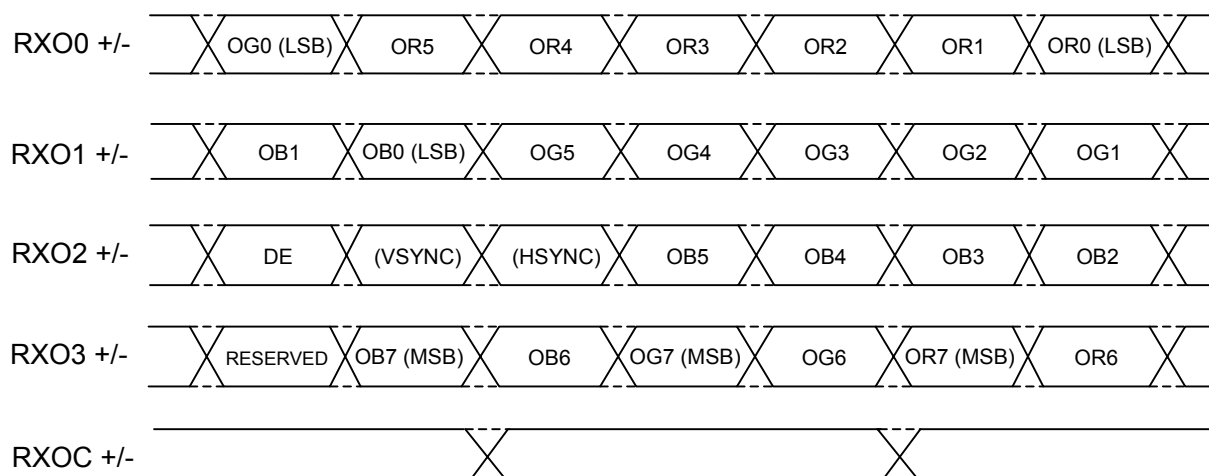 RXO0 +/- OG0 (LSB) OR5 OR4 OR3 OR2 OR1 OR0 (LSB)
RXO1 +/- OB1 OB0 (LSB) OG5 OG4 OG3 OG2 OG1
RXO2 +/- DE (VSYNC) (HSYNC) OB5 OB4 OB3 OB2
RXO3 +/- RESERVED OB7 (MSB) OB6 OG7 (MSB) OG6 OR7 (MSB) OR6
RXOC +/-